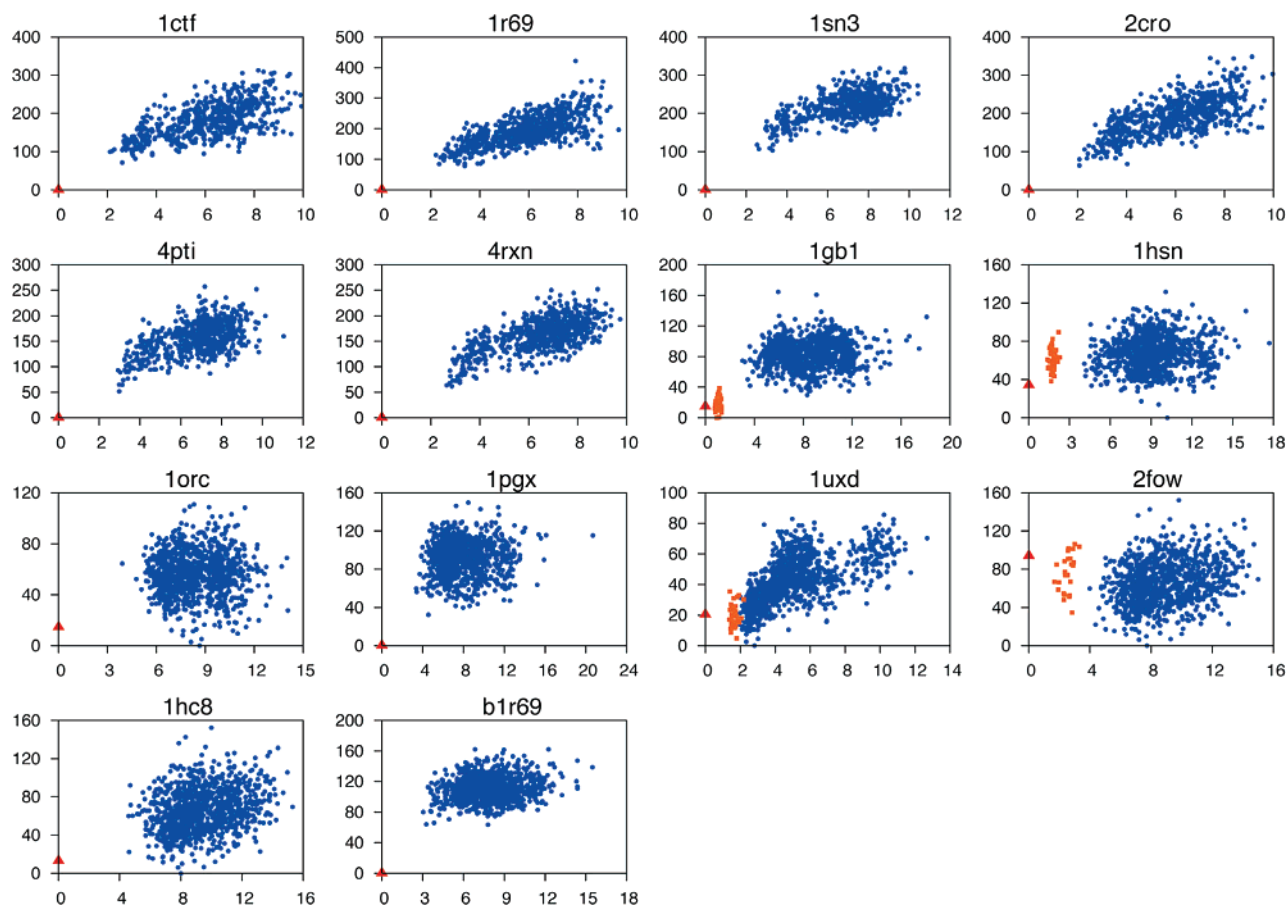 1ctf 1r69 1sn3 2cro
400 300 200 100 0
0 2 4 6 8 10
500 400 300 200 100 0
0 2 4 6 8 10
400 300 200 100 0
0 2 4 6 8 10 12
400 300 200 100 0
0 2 4 6 8 10
4pti 4rxn 1gb1 1hsn
300 250 200 150 100 50 0
0 2 4 6 8 10 12
300 250 200 150 100 50 0
0 2 4 6 8 10
200 160 120 80 40 0
0 4 8 12 16 20
160 120 80 40 0
0 3 6 9 12 15 18
1orc 1pgx 1uxd 2fow
120 80 40 0
0 3 6 9 12 15
160 120 80 40 0
0 4 8 12 16 20 24
100 80 60 40 20 0
0 2 4 6 8 10 12 14
160 120 80 40 0
0 4 8 12 16
1hc8 b1r69
160 120 80 40 0
0 4 8 12 16
200 160 120 80 40 0
0 3 6 9 12 15 18